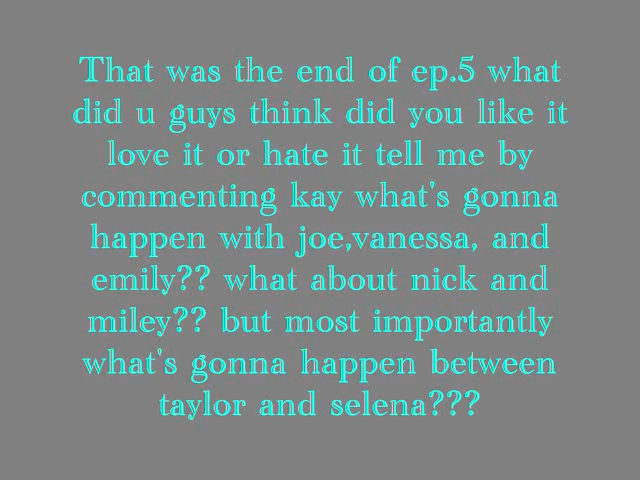 That was the end of ep.5 what
did u guys think did you like it
love it or hate it tell me by
commenting kay what's gonna
happen with joe,vanessa, and
emily?? what about nick and
miley?? but most importantly
what's gonna happen between
taylor and selena???